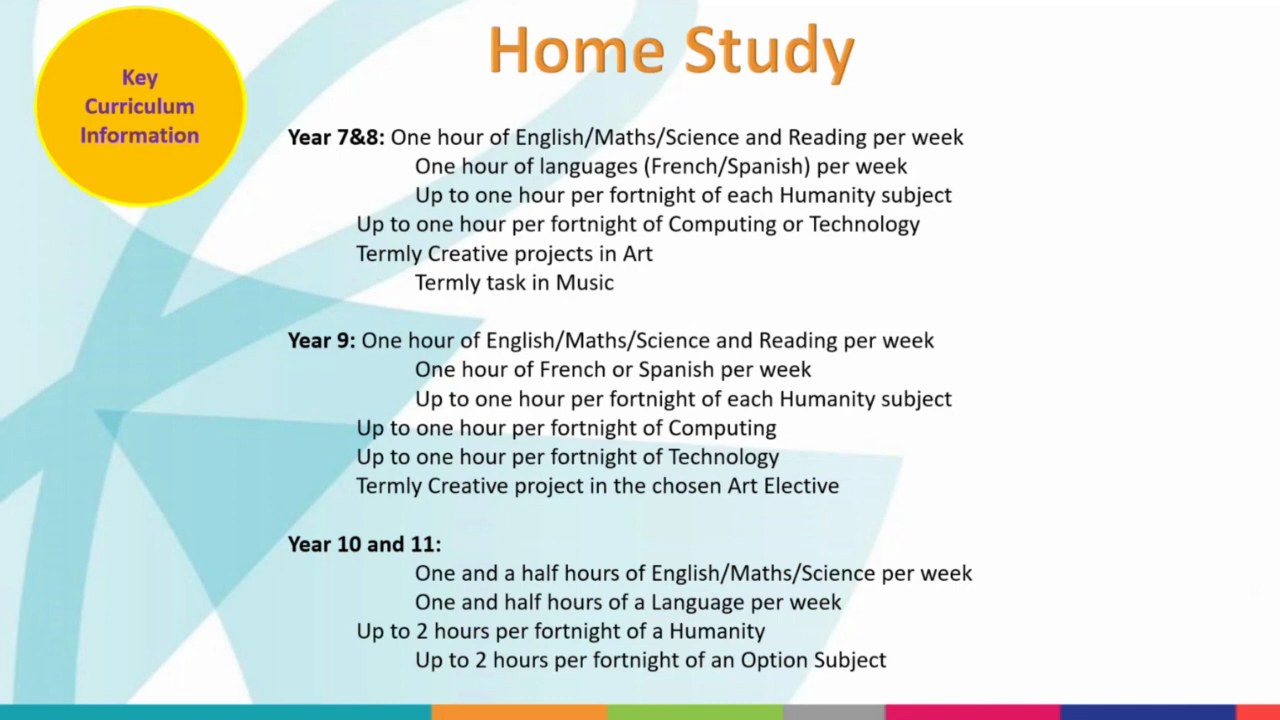 Key
Curriculum
Information
Home Study
Year 7&8: One hour of English/Maths/Science and Reading per week
One hour of languages (French/Spanish) per week
Up to one hour per fortnight of each Humanity subject
Up to one hour per fortnight of Computing or Technology
Termly Creative projects in Art
Termly task in Music
Year 9: One hour of English/Maths/Science and Reading per week
One hour of French or Spanish per week
Up to one hour per fortnight of each Humanity subject
Up to one hour per fortnight of Computing
Up to one hour per fortnight of Technology
Termly Creative project in the chosen Art Elective
Year 10 and 11:
One and a half hours of English/Maths/Science per week
One and half hours of a Language per week
Up to 2 hours per fortnight of a Humanity
Up to 2 hours per fortnight of an Option Subject